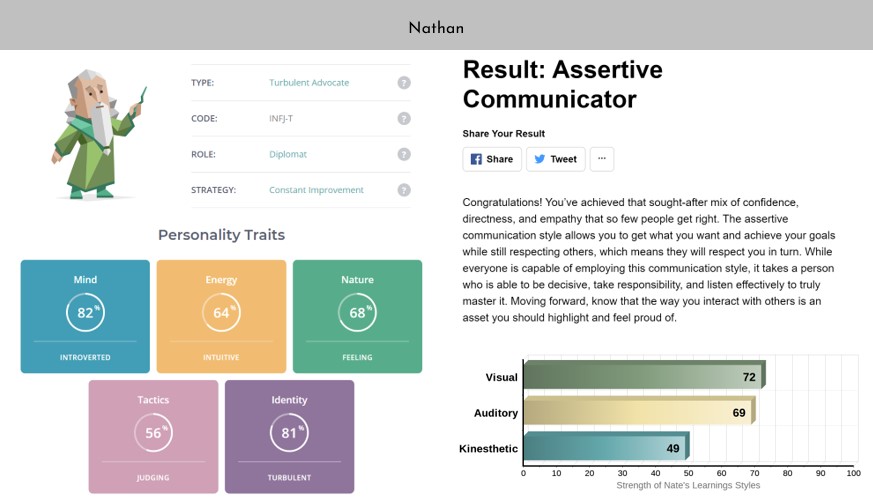 Nathan
TYPE: Turbulent Advocate ?
CODE: INFJ-T ?
ROLE: Diplomat ?
STRATEGY: Constant Improvement ?
Personality Traits
Mind
82%
INTROVERTED
Energy
64%
INTUITIVE
Nature
68%
FEELING
Tactics
56%
JUDGING
Identity
81%
TURBULENT
Result: Assertive
Communicator
Share Your Result
Share Tweet ...
Congratulations! You've achieved that sought-after mix of confidence,
directness, and empathy that so few people get right. The assertive
communication style allows you to get what you want and achieve your goals
while still respecting others, which means they will respect you in turn. While
everyone is capable of employing this communication style, it takes a person
who is able to be decisive, take responsibility, and listen effectively to truly
master it. Moving forward, know that the way you interact with others is an
asset you should highlight and feel proud of.
Visual 72
Auditory 69
Kinesthetic 49
0 10 20 30 40 50 60 70 80 90 100
Strength of Nate's Learnings Styles